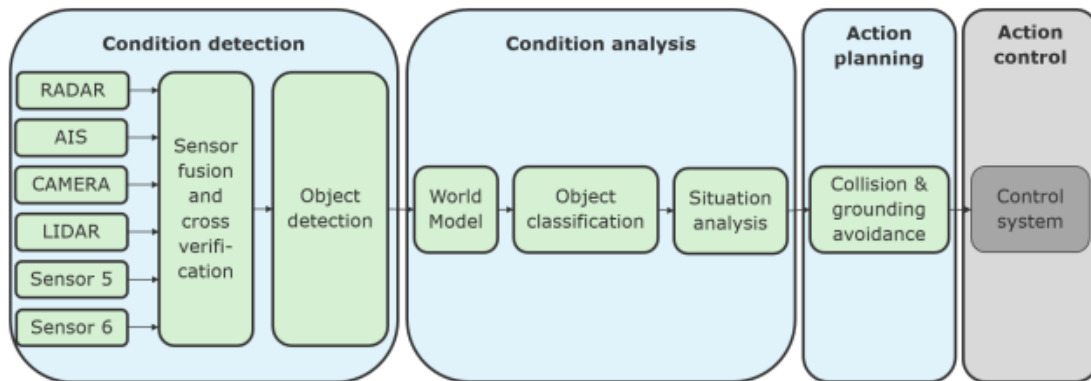 Condition detection
RADAR
AIS
CAMERA
LIDAR
Sensor 5
Sensor 6
Sensor
fusion
and
cross
verifi-
cation
Object
detection
Condition analysis
World
Model
Object
classification
Situation
analysis
Action
planning
Collision &
grounding
avoidance
Action
control
Control
system